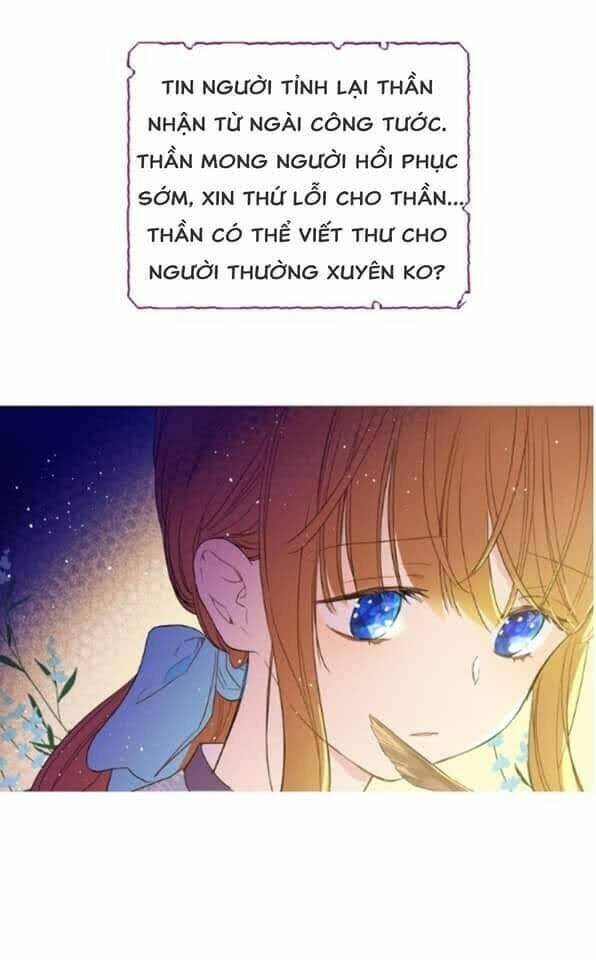 TIN NGƯỜI TỈNH LẠI THẦN
NHẬN TỪ NGÀI CÔNG TƯỚC.
THẦN MONG NGƯỜI HỒI PHỤC
SỚM, XIN THỨ LỖI CHO THẦN...
THẦN CÓ THỂ VIẾT THƯ CHO
NGƯỜI THƯỜNG XUYÊN KO?